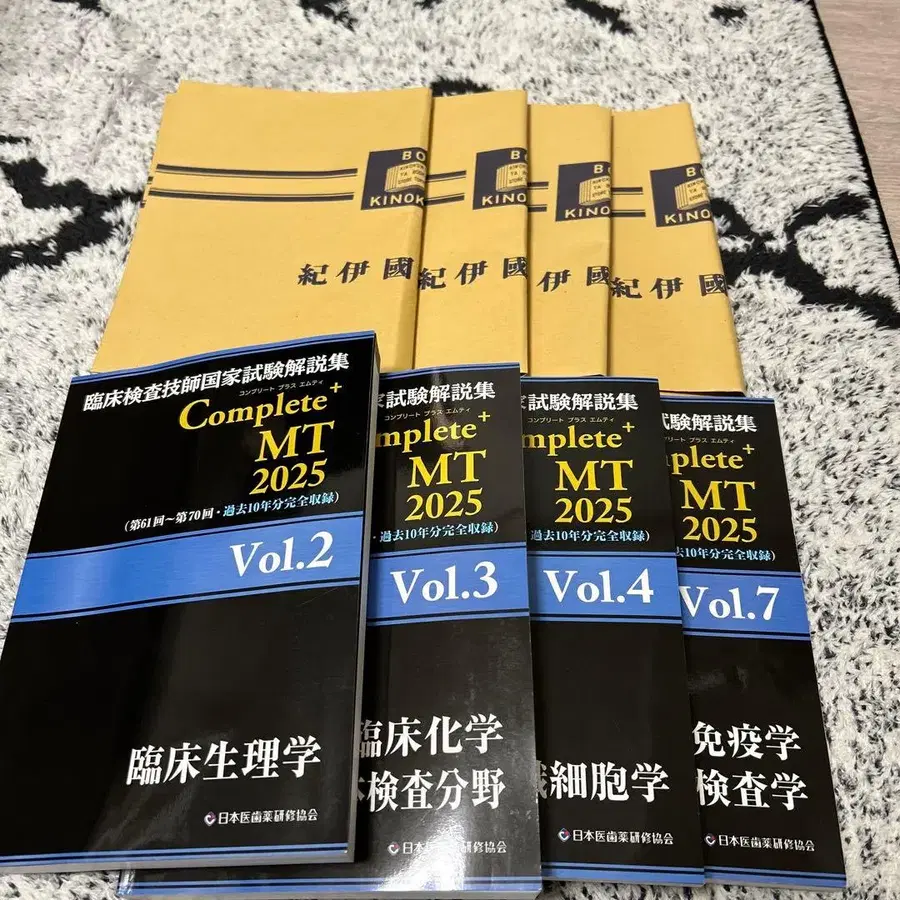 BO
KINOK
紀伊國
BO
KINOK
紀伊國
BO
KINO
伊國
BO
KINO
紀伊國
臨床検査技師国家試験解説集
コンプリート プラス エムティ
Complete+
MT
2025
(第61回～第70回・過去10年分完全収録)
Vol.2
臨床生理学
日本医歯薬研修協会
家試験解説集
コンプリート プラス エムティ
mplete+
MT
2025
・過去10年分完全収録)
Vol.3
臨床化学
検査分野
日本医歯薬研修協会
試験解説集
コンプリート プラス エムティ
mplete+
MT
2025
過去10年分完全収録)
Vol.4
細胞学
日本医歯薬研修協会
試験解説集
プラス エムティ
plete+
MT
2025
去10年分完全収録)
Vol.7
免疫学
検査学
日本医歯薬研修協会